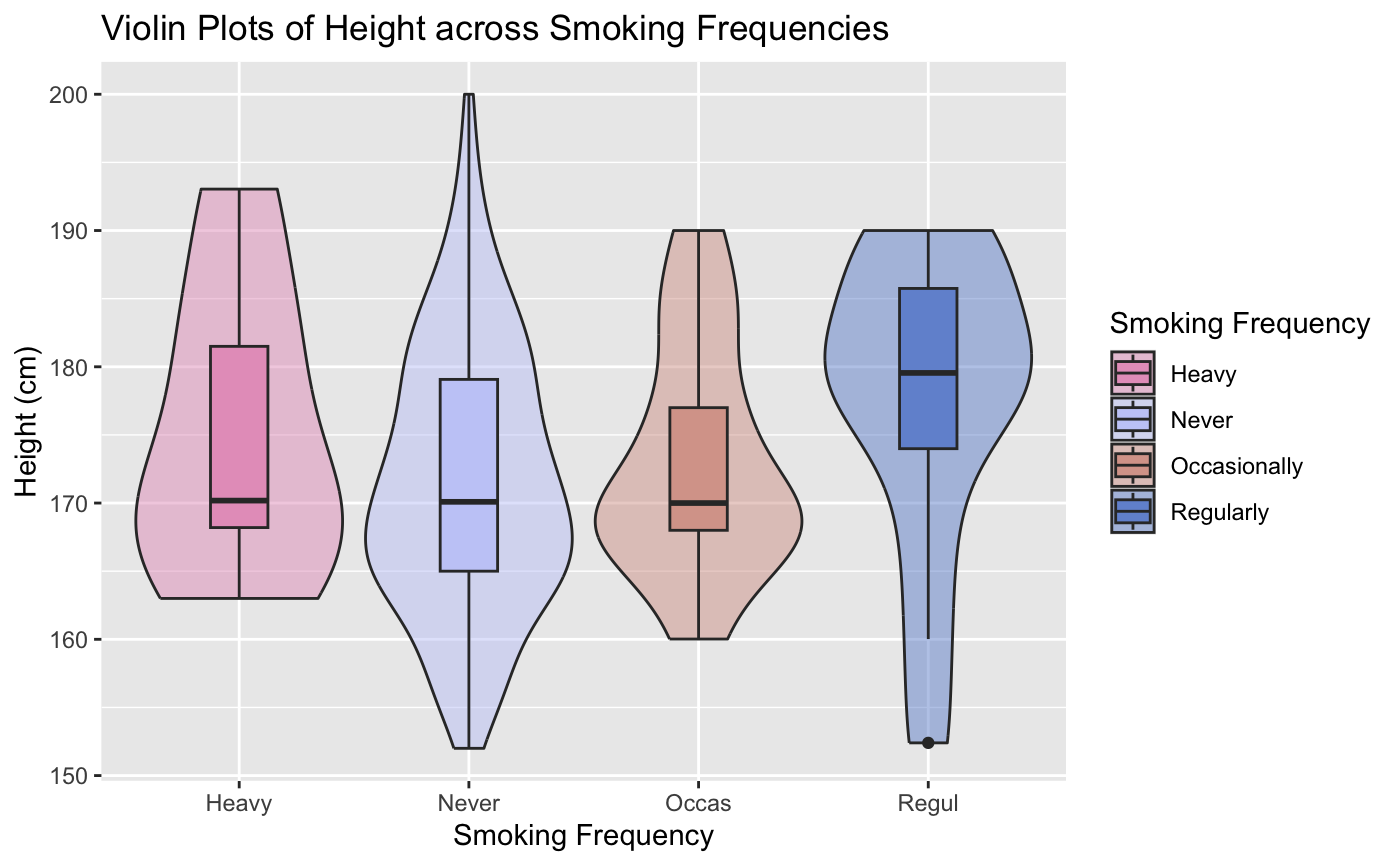 Violin Plots of Height across Smoking Frequencies
200
190
180
170
160
150
Height (cm)
Heavy Never Occas Regul
Smoking Frequency
Smoking Frequency
Heavy
Never
Occasionally
Regularly